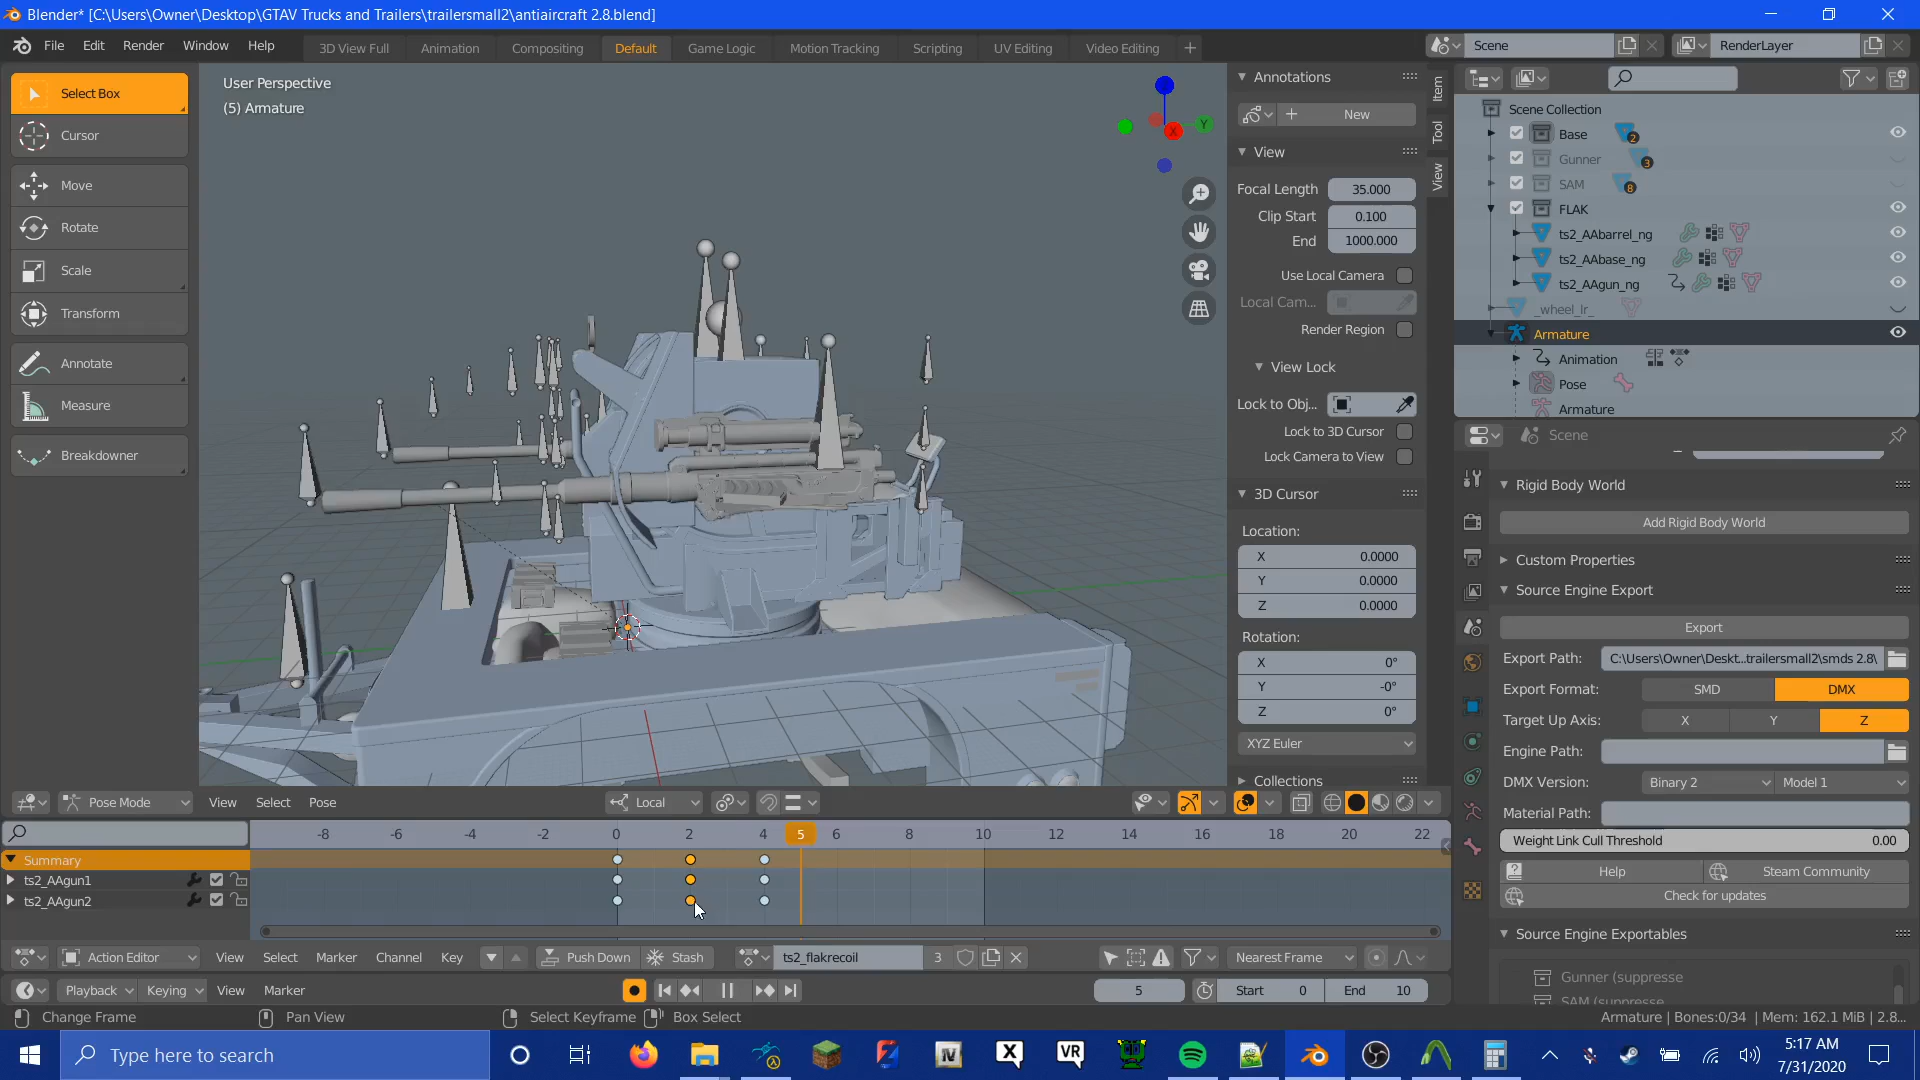 Blender* [C:\Users\Owner\Desktop\GTAV Trucks and Trailers\trailersmall2\antiaircraft 2.8.blend]
File Edit Render Window Help 3D View Full Animation Compositing Default Game Logic Motion Tracking Scripting UV Editing Video Editing + Scene RenderLayer
Select Box
Cursor
Move
Rotate
Scale
Transform
Annotate
Measure
Breakdowner
User Perspective
(5) Armature
X
Y
Annotations
New
View
Focal Length 35.000
Clip Start 0.100
End 1000.000
Use Local Camera
Local Cam...
Render Region
View Lock
Lock to Obj...
Lock to 3D Cursor
Lock Camera to View
3D Cursor
Location:
X 0.0000
Y 0.0000
Z 0.0000
Rotation:
X 0°
Y -0°
Z 0°
XYZ Euler
Collections
Item
Tool
View
Scene Collection
Base 2
Gunner 3
SAM 8
FLAK
ts2_AAbarrel_ng
ts2_AAbase_ng
ts2_AAgun_ng
_wheel_lr_
Armature
Animation
Pose
Armature
Scene
Rigid Body World
Add Rigid Body World
Custom Properties
Source Engine Export
Export
Export Path: C:\Users\Owner\Deskt...trailersmall2\smds 2.8\
Export Format: SMD DMX
Target Up Axis: X Y Z
Engine Path:
DMX Version: Binary 2 Model 1
Material Path:
Weight Link Cull Threshold 0.00
Help Steam Community
Check for updates
Source Engine Exportables
Gunner (suppresse
SAM (suppresse
Pose Mode View Select Pose Local
-8 -6 -4 -2 0 2 4 5 6 8 10 12 14 16 18 20 22
Summary
ts2_AAgun1
ts2_AAgun2
Action Editor View Select Marker Channel Key Push Down Stash ts2_flakrecoil 3 Nearest Frame
Playback Keying View Marker 5 Start 0 End 10
Change Frame Pan View Select Keyframe Box Select Armature | Bones:0/34 | Mem: 162.1 MiB | 2.8...
Type here to search
X
VR
IV
5:17 AM
7/31/2020